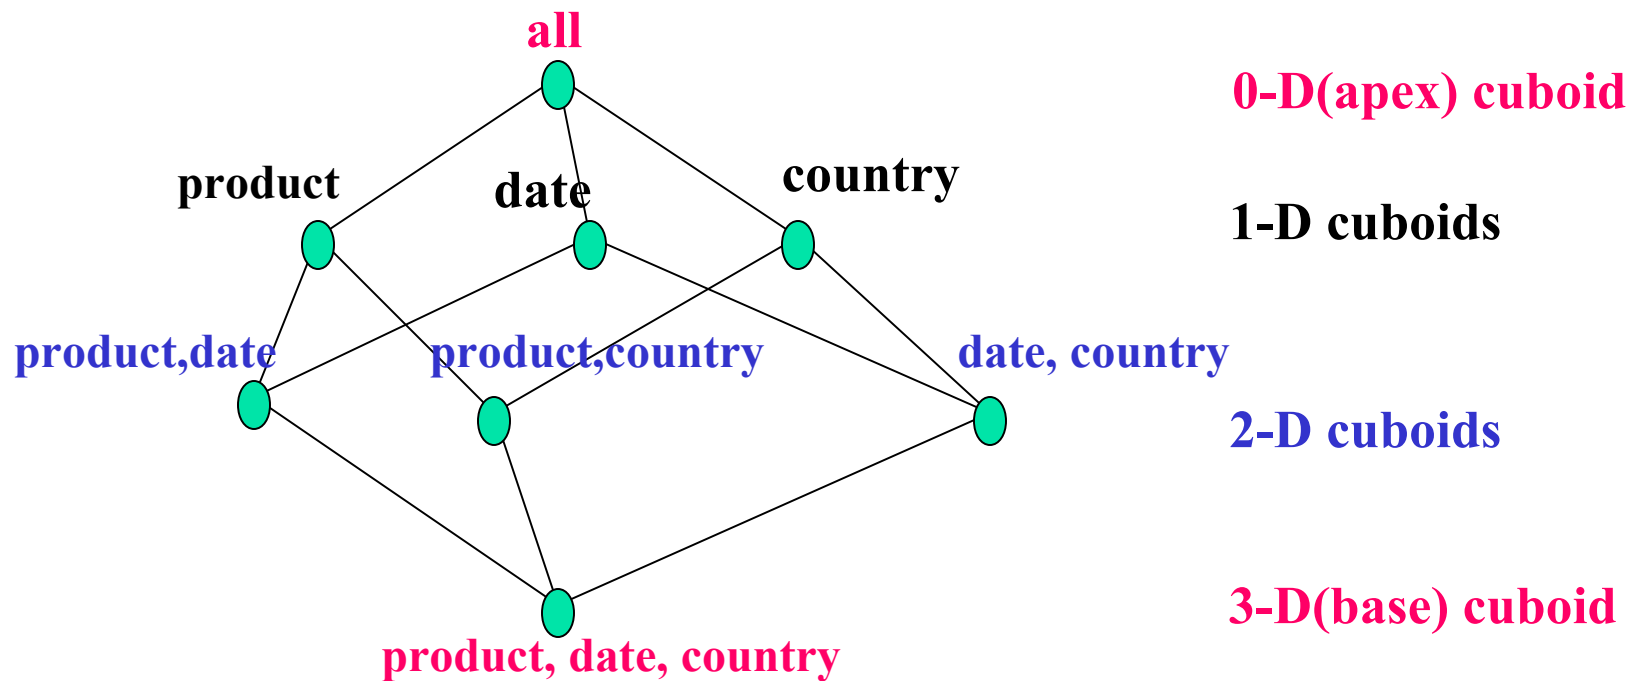 all
0-D(apex) cuboid
product
date
country
1-D cuboids
product,date
product,country
date, country
2-D cuboids
3-D(base) cuboid
product, date, country